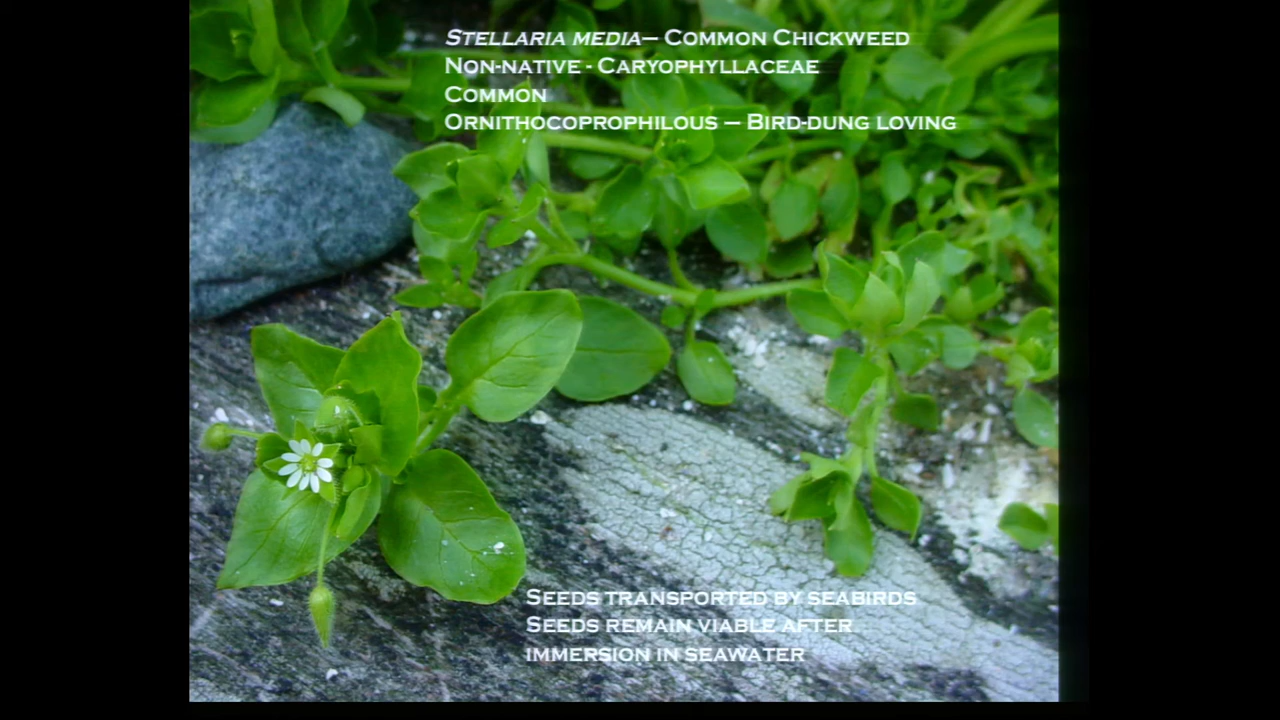 Stellaria media– Common Chickweed
Non-native - Caryophyllaceae
Common
Ornithocoprophilous – Bird-dung loving
Seeds transported by seabirds
Seeds remain viable after
immersion in seawater